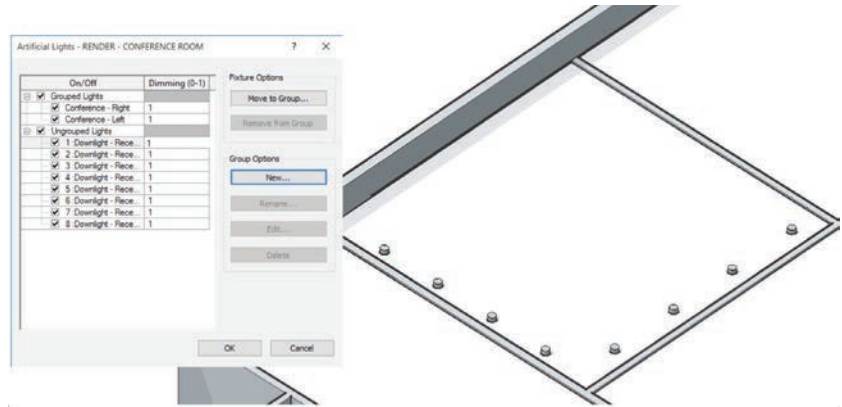 Artificial Lights - RENDER - CONFERENCE ROOM ? X
On/Off Dimming (0-1)
Grouped Lights
Conference - Right 1
Conference - Left 1
Ungrouped Lights
1 :Downlight - Rece... 1
2 :Downlight - Rece... 1
3 :Downlight - Rece... 1
4 :Downlight - Rece... 1
5 :Downlight - Rece... 1
6 :Downlight - Rece... 1
7 :Downlight - Rece... 1
8 :Downlight - Rece... 1
Fixture Options
Move to Group...
Remove from Group
Group Options
New...
Rename...
Edit...
Delete
OK Cancel